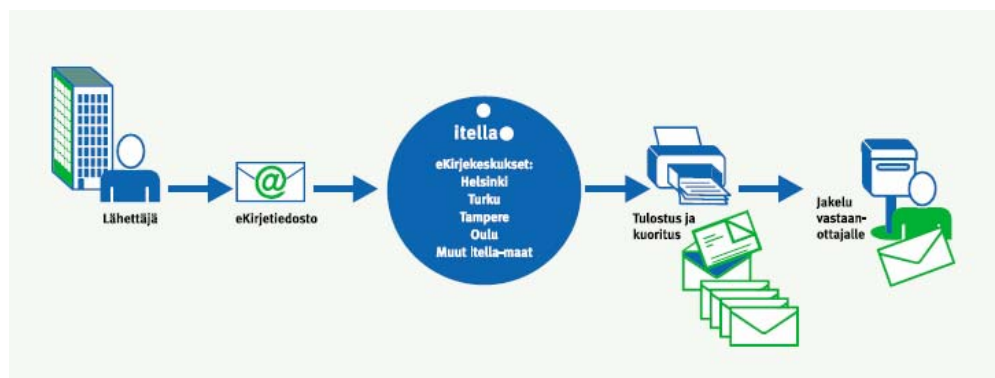 Lähettäjä
@
eKirjetiedosto
itella
eKirjekeskukset:
Helsinki
Turku
Tampere
Oulu
Muut Itella-maat
Tulostus ja
kuoritus
Jakelu
vastaan-
ottajalle